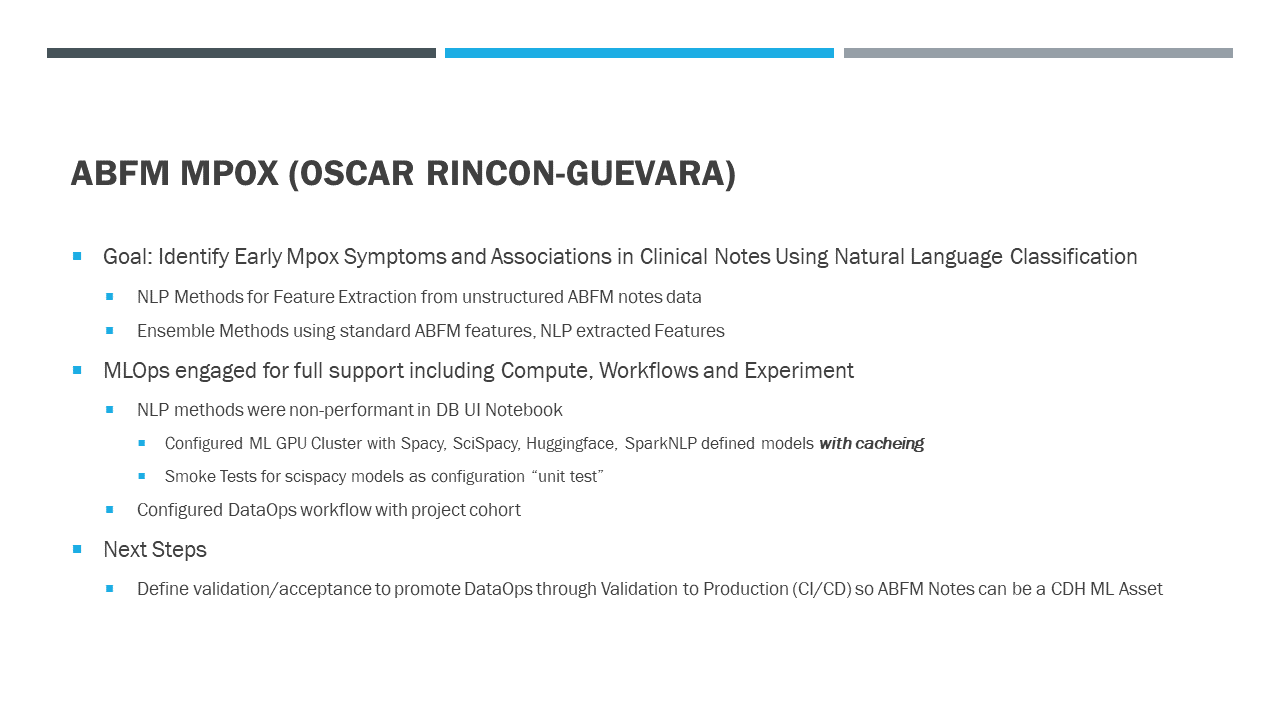 ABFM MPOX (OSCAR RINCON-GUEVARA)
Goal: Identify Early Mpox Symptoms and Associations in Clinical Notes Using Natural Language Classification
NLP Methods for Feature Extraction from unstructured ABFM notes data
Ensemble Methods using standard ABFM features, NLP extracted Features
MLOps engaged for full support including Compute, Workflows and Experiment
NLP methods were non-performant in DB UI Notebook
Configured ML GPU Cluster with Spacy, SciSpacy, Huggingface, SparkNLP defined models with cacheing
Smoke Tests for scispacy models as configuration “unit test”
Configured DataOps workflow with project cohort
Next Steps
Define validation/acceptance to promote DataOps through Validation to Production (CI/CD) so ABFM Notes can be a CDH ML Asset